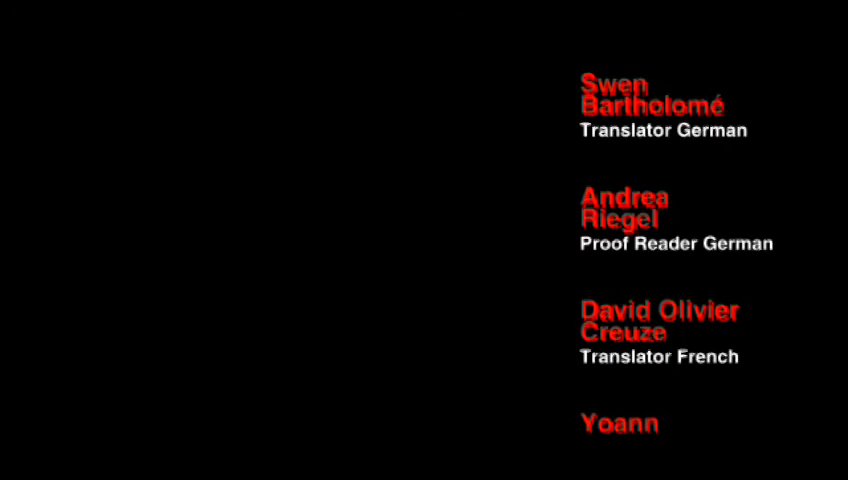 Swen
Bartholomé
Translator German
Andrea
Riegel
Proof Reader German
David Olivier
Creuze
Translator French
Yoann